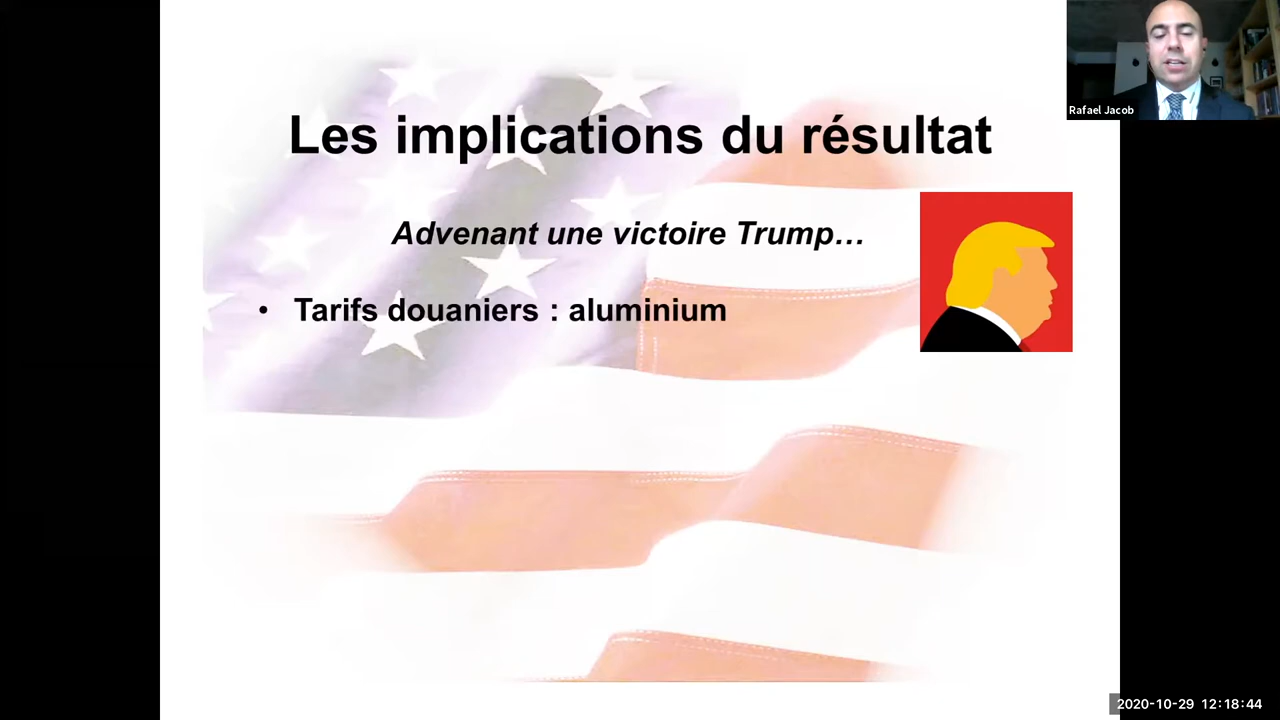 Rafael Jacob
Les implications du résultat
Advenant une victoire Trump…
• Tarifs douaniers : aluminium
2020-10-29 12:18:44